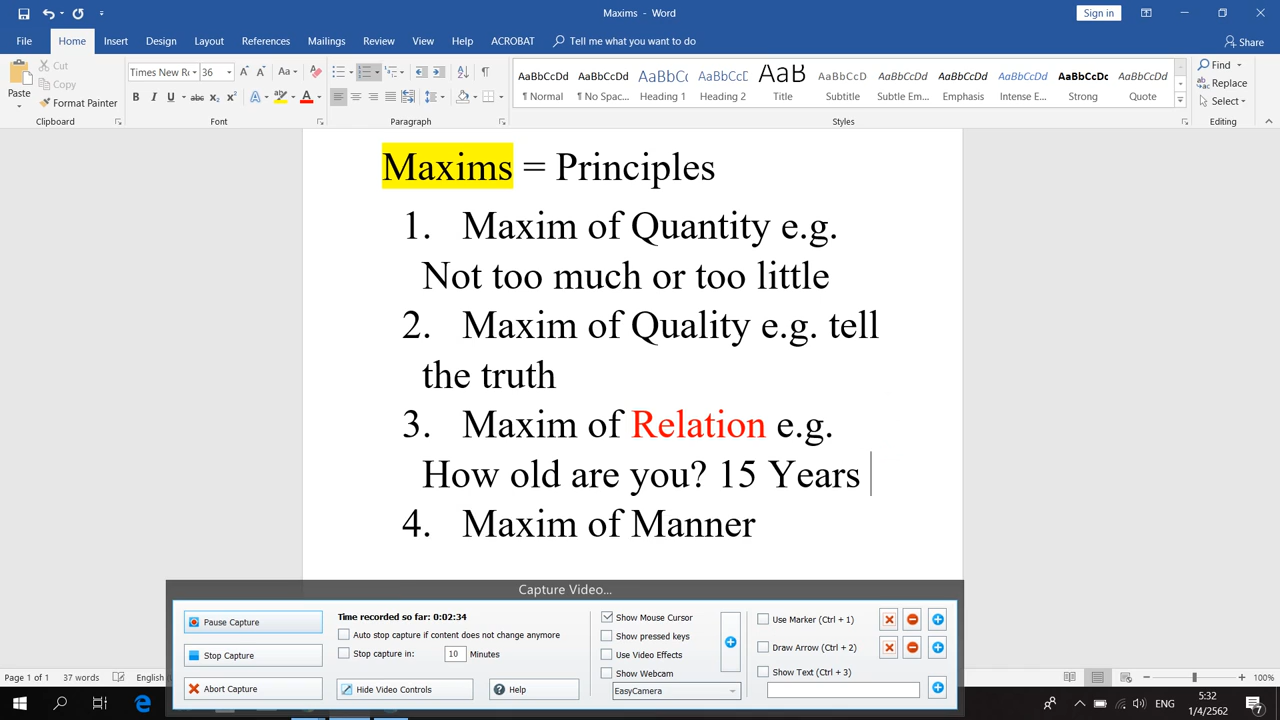 Maxims - Word
Sign in
File Home Insert Design Layout References Mailings Review View Help ACROBAT Tell me what you want to do Share
Paste
Cut
Copy
Format Painter
Clipboard
Times New Ro 36
B I U abc x₂ x² A
Font
Paragraph
AaBbCcDd AaBbCcDd AaBbCc AaBbCcD AaB AaBbCcD AaBbCcDd AaBbCcDd AaBbCcDd AaBbCcDc AaBbCcDd
¶ Normal ¶ No Spac... Heading 1 Heading 2 Title Subtitle Subtle Em... Emphasis Intense E... Strong Quote
Styles
Find
Replace
Select
Editing
Maxims = Principles
1. Maxim of Quantity e.g.
Not too much or too little
2. Maxim of Quality e.g. tell
the truth
3. Maxim of Relation e.g.
How old are you? 15 Years
4. Maxim of Manner
Capture Video...
Pause Capture
Stop Capture
Abort Capture
Time recorded so far: 0:02:34
Auto stop capture if content does not change anymore
Stop capture in: 10 Minutes
Hide Video Controls Help
Show Mouse Cursor
Show pressed keys
Use Video Effects
Show Webcam
EasyCamera
Use Marker (Ctrl + 1)
Draw Arrow (Ctrl + 2)
Show Text (Ctrl + 3)
Page 1 of 1 37 words English
100%
ENG
5:32
1/4/2562
7